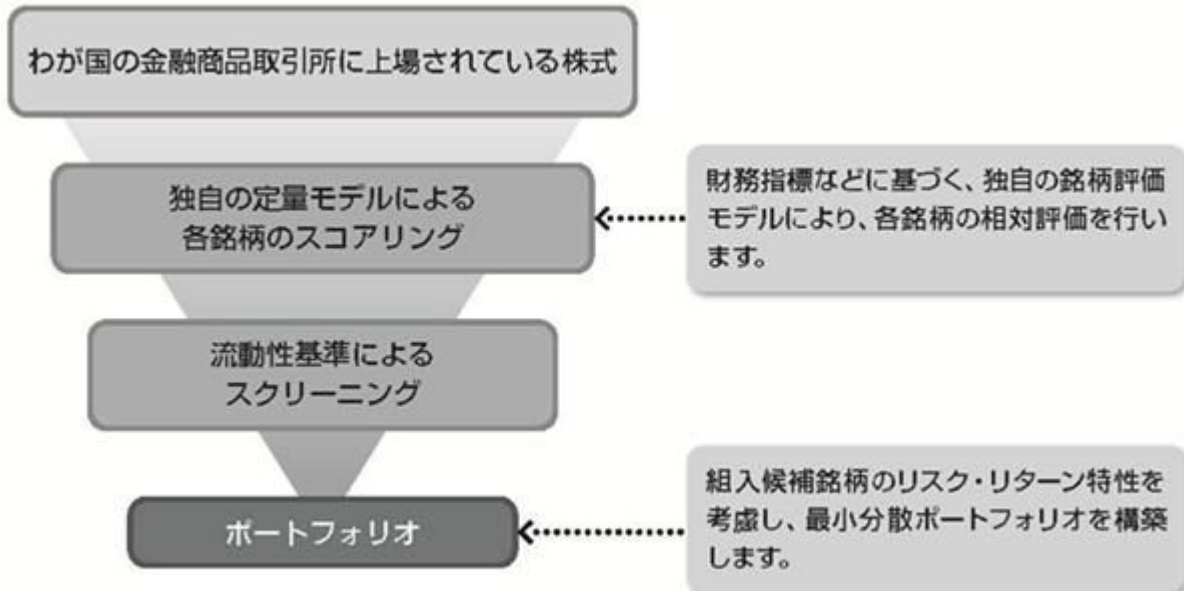 わが国の金融商品取引所に上場されている株式
独自の定量モデルによる
各銘柄のスコアリング
財務指標などに基づく、独自の銘柄評価
モデルにより、各銘柄の相対評価を行い
ます。
流動性基準による
スクリーニング
ポートフォリオ
組入候補銘柄のリスク・リターン特性を
考慮し、最小分散ポートフォリオを構築
します。